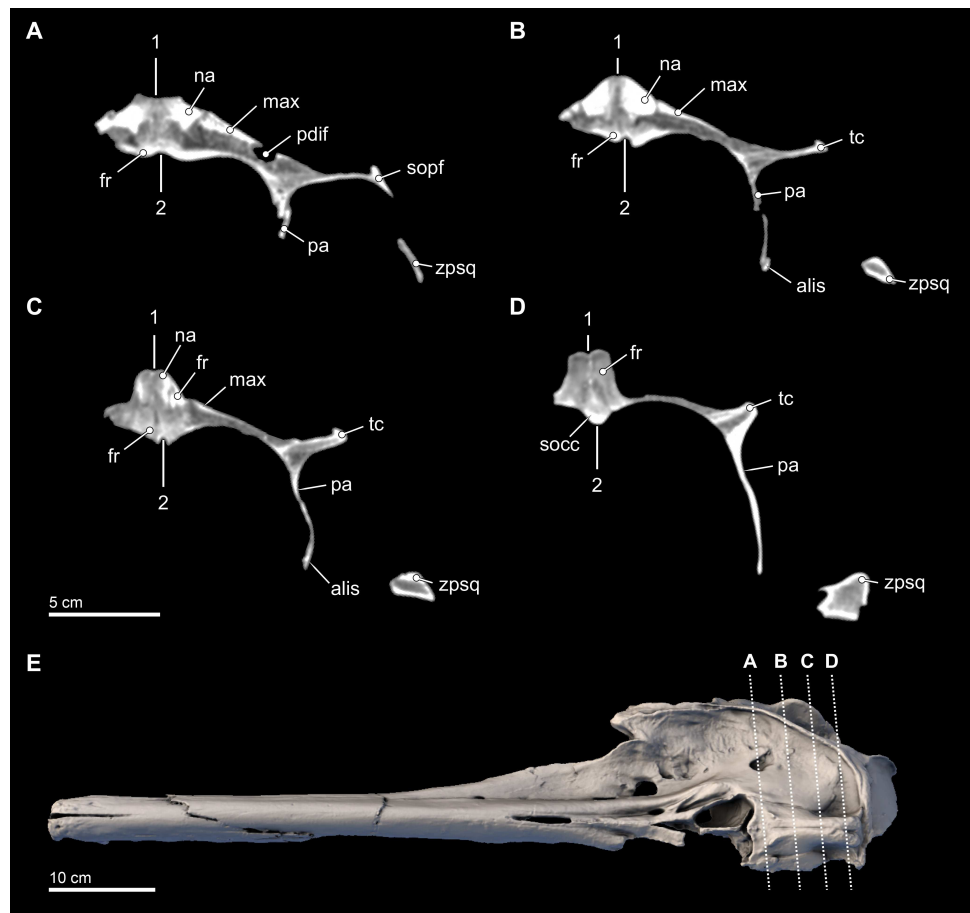 A
1
na
max
pdif
sopf
fr
2
pa
zpsq
B
1
na
max
tc
fr
2
pa
alis
zpsq
C
1
na
fr
max
tc
fr
2
pa
alis
zpsq
5 cm
D
1
fr
tc
socc
2
pa
zpsq
E
A B C D
10 cm